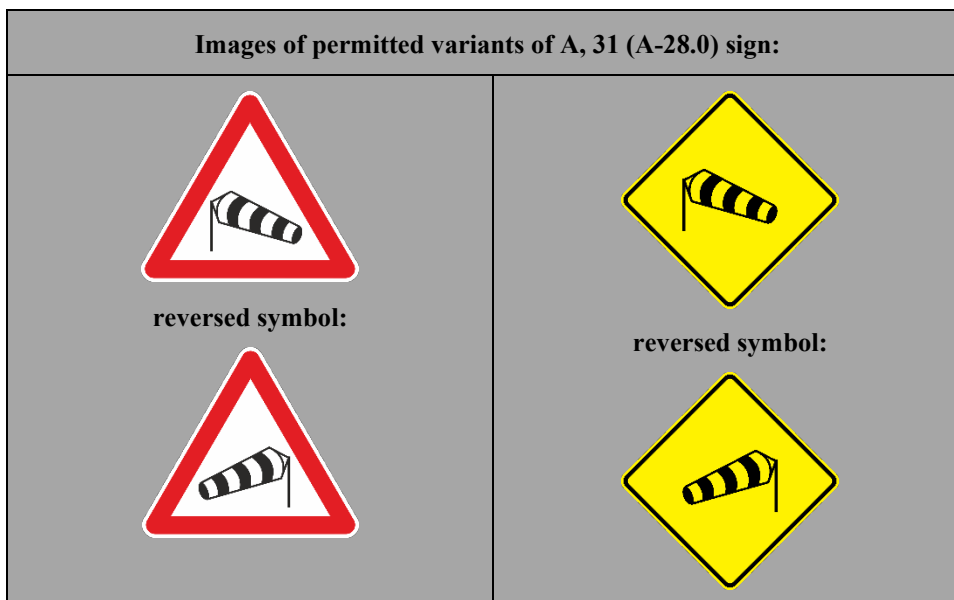 Images of permitted variants of A, 31 (A-28.0) sign:
reversed symbol:
reversed symbol: